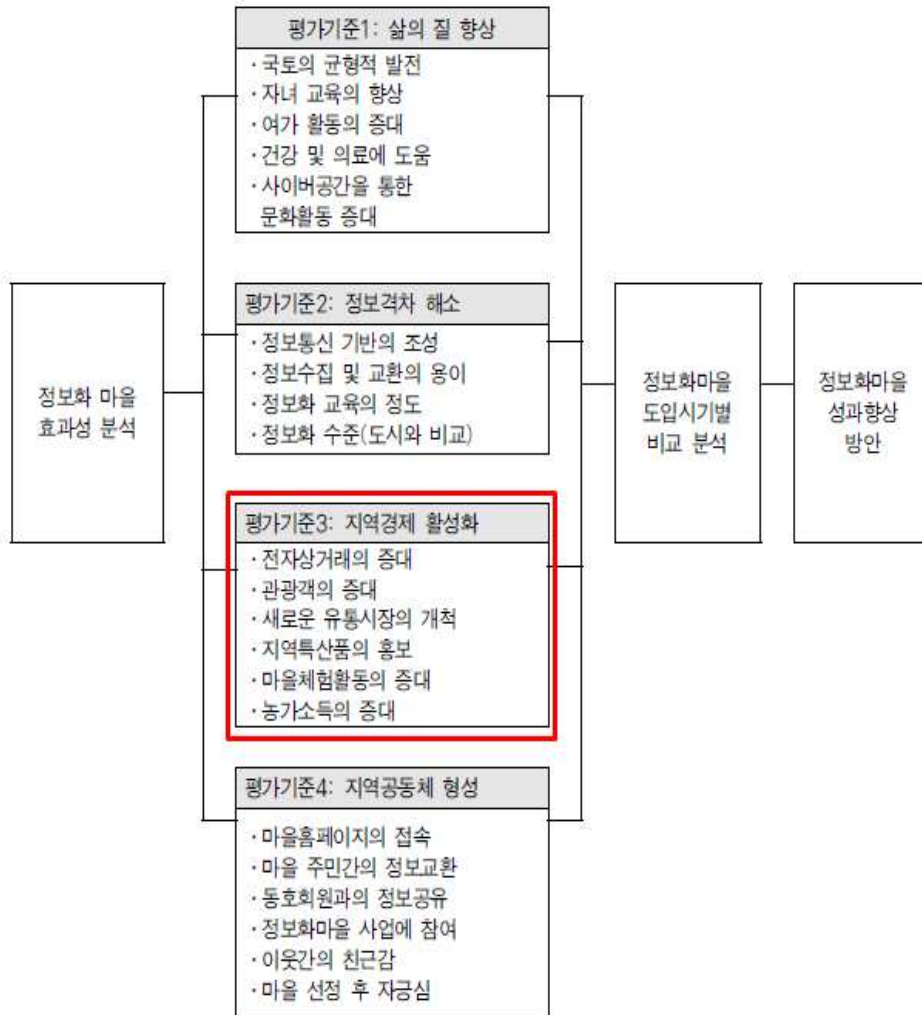 평가기준1: 삶의 질 향상
· 국토의 균형적 발전
· 자녀 교육의 향상
· 여가 활동의 증대
· 건강 및 의료에 도움
· 사이버공간을 통한
문화활동 증대
정보화 마을
효과성 분석
평가기준2: 정보격차 해소
· 정보통신 기반의 조성
· 정보수집 및 교환의 용이
· 정보화 교육의 정도
· 정보화 수준(도시와 비교)
평가기준3: 지역경제 활성화
· 전자상거래의 증대
· 관광객의 증대
· 새로운 유통시장의 개척
· 지역특산품의 홍보
· 마을체험활동의 증대
· 농가소득의 증대
평가기준4: 지역공동체 형성
· 마을홈페이지의 접속
· 마을 주민간의 정보교환
· 동호회원과의 정보공유
· 정보화마을 사업에 참여
· 이웃간의 친근감
· 마을 선정 후 자긍심
정보화마을
도입시기별
비교 분석
정보화마을
성과향상
방안